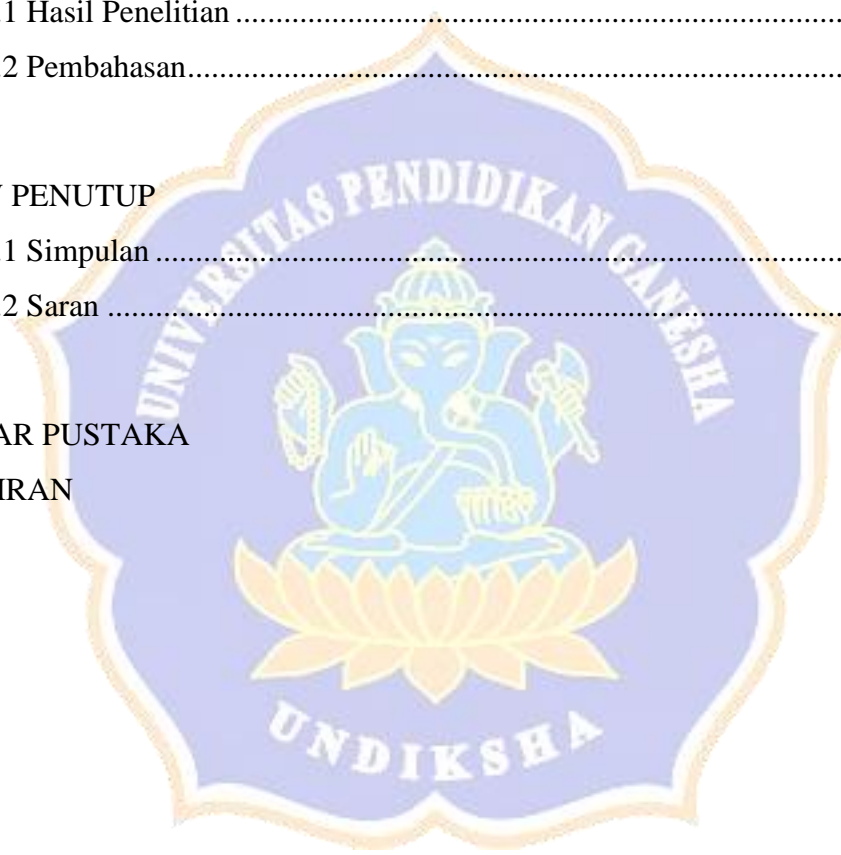 .1 Hasil Penelitian ........................................................................................
.2 Pembahasan...............................................................................................
PENUTUP
.1 Simpulan ...................................................................................................
.2 Saran .........................................................................................................
AR PUSTAKA
IRAN
UNIVERSITAS PENDIDIKAN GANESHA
UNDIKSHA